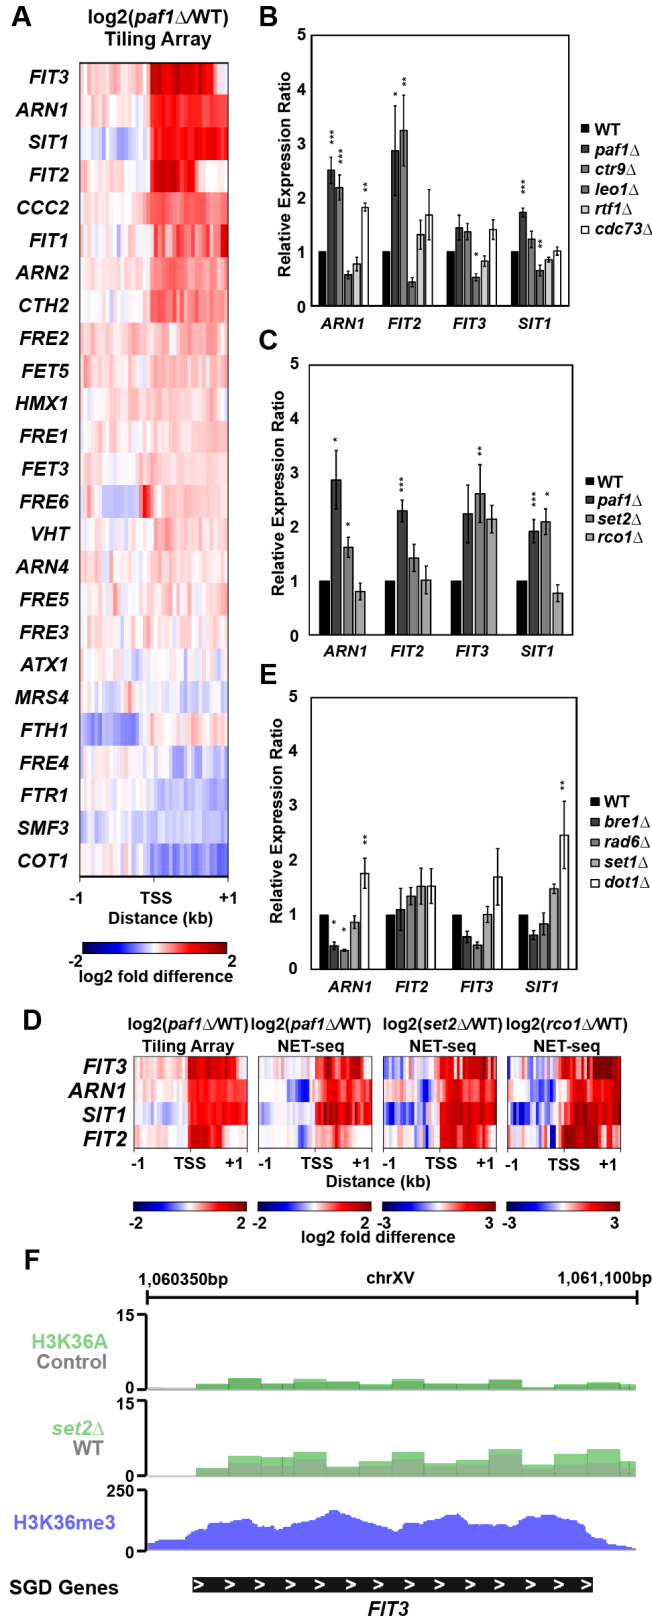 A
log2(paf1Δ/WT)
Tiling Array
FIT3
ARN1
SIT1
FIT2
CCC2
FIT1
ARN2
CTH2
FRE2
FET5
HMX1
FRE1
FET3
FRE6
VHT
ARN4
FRE5
FRE3
ATX1
MRS4
FTH1
FRE4
FTR1
SMF3
COT1
-1 TSS +1
Distance (kb)
-2 2
log2 fold difference
B
Relative Expression Ratio
5
4
3
2
1
0
*** *** ** * ** * *** **
ARN1 FIT2 FIT3 SIT1
WT
paf1Δ
ctr9Δ
leo1Δ
rtf1Δ
cdc73Δ
C
Relative Expression Ratio
5
4
3
2
1
0
* * *** ** *** *
ARN1 FIT2 FIT3 SIT1
WT
paf1Δ
set2Δ
rco1Δ
E
Relative Expression Ratio
5
4
3
2
1
0
* * ** **
ARN1 FIT2 FIT3 SIT1
WT
bre1Δ
rad6Δ
set1Δ
dot1Δ
D
log2(paf1Δ/WT) log2(paf1Δ/WT) log2(set2Δ/WT) log2(rco1Δ/WT)
Tiling Array NET-seq NET-seq NET-seq
FIT3
ARN1
SIT1
FIT2
-1 TSS +1 -1 TSS +1 -1 TSS +1 -1 TSS +1
Distance (kb)
-2 2 -2 2 -3 3 -3 3
log2 fold difference
F
1,060350bp chrXV 1,061,100bp
15
H3K36A
Control
0
15
set2Δ
WT
0
250
H3K36me3
0
SGD Genes > > > > > > > > > > > > >
FIT3